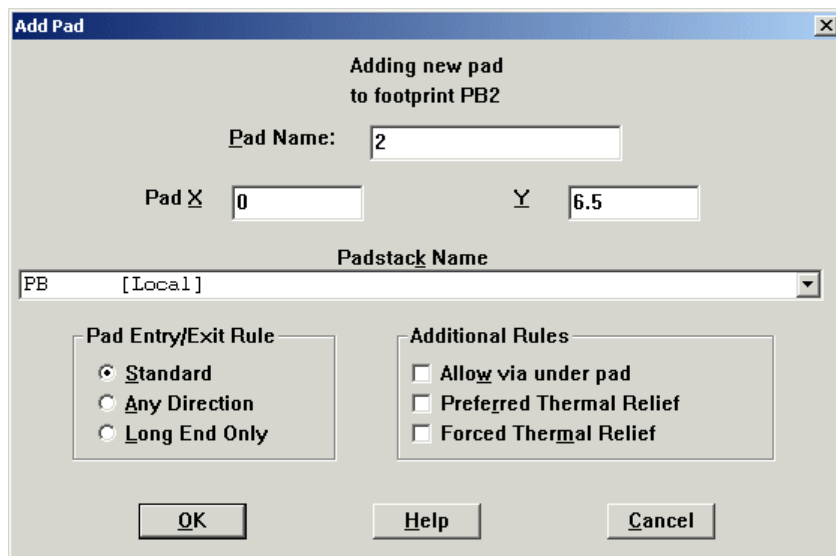 Add Pad
Adding new pad
to footprint PB2
Pad Name: 2
Pad X 0 Y 6.5
Padstack Name
PB [Local]
Pad Entry/Exit Rule
Standard
Any Direction
Long End Only
Additional Rules
Allow via under pad
Preferred Thermal Relief
Forced Thermal Relief
OK Help Cancel